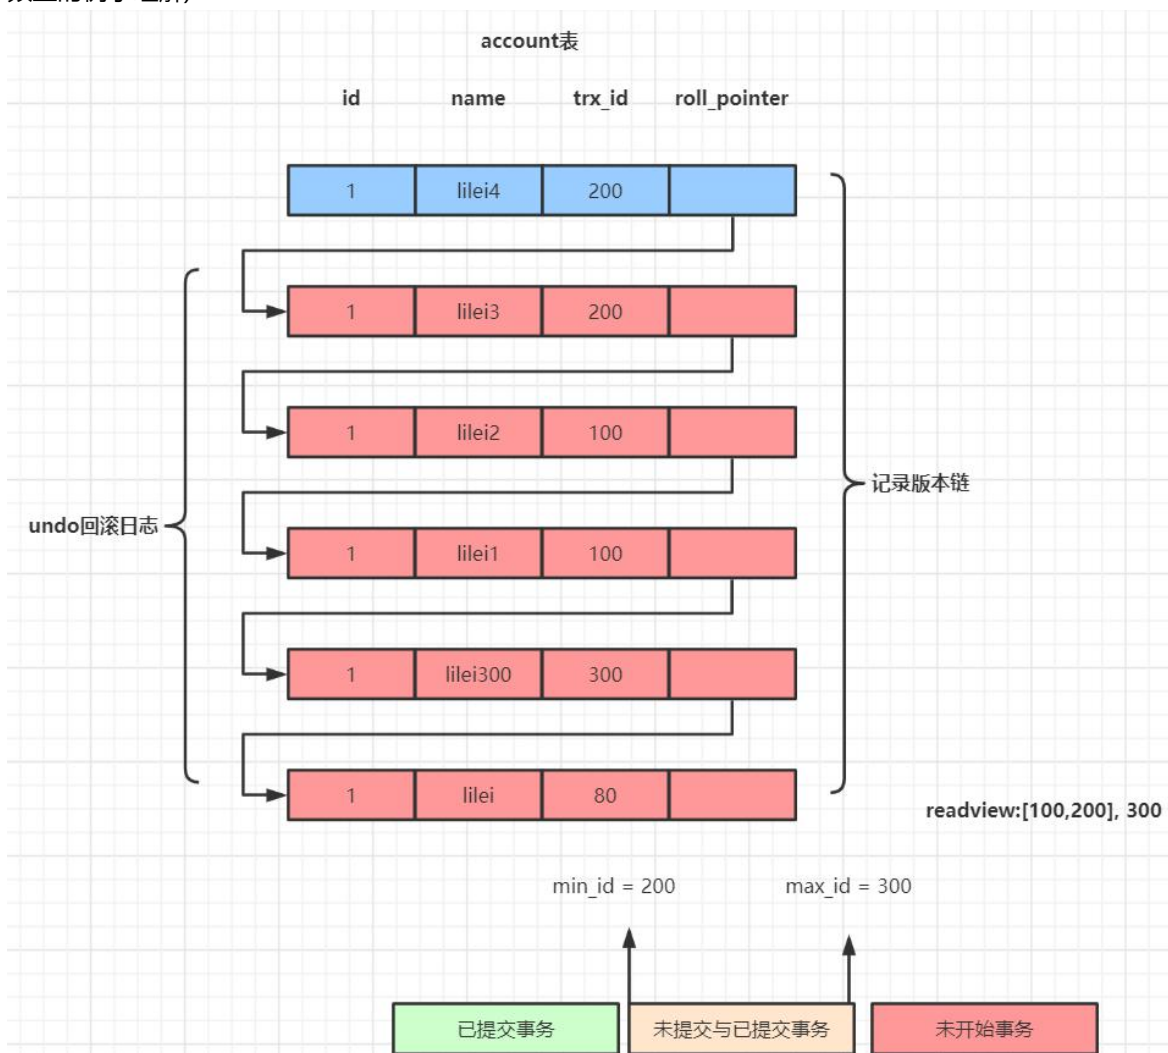 account表
id name trx_id roll_pointer
1 lilei4 200
1 lilei3 200
1 lilei2 100
记录版本链
undo回滚日志
1 lilei1 100
1 lilei300 300
1 lilei 80
readview:[100,200], 300
min_id = 200 max_id = 300
已提交事务 未提交与已提交事务 未开始事务